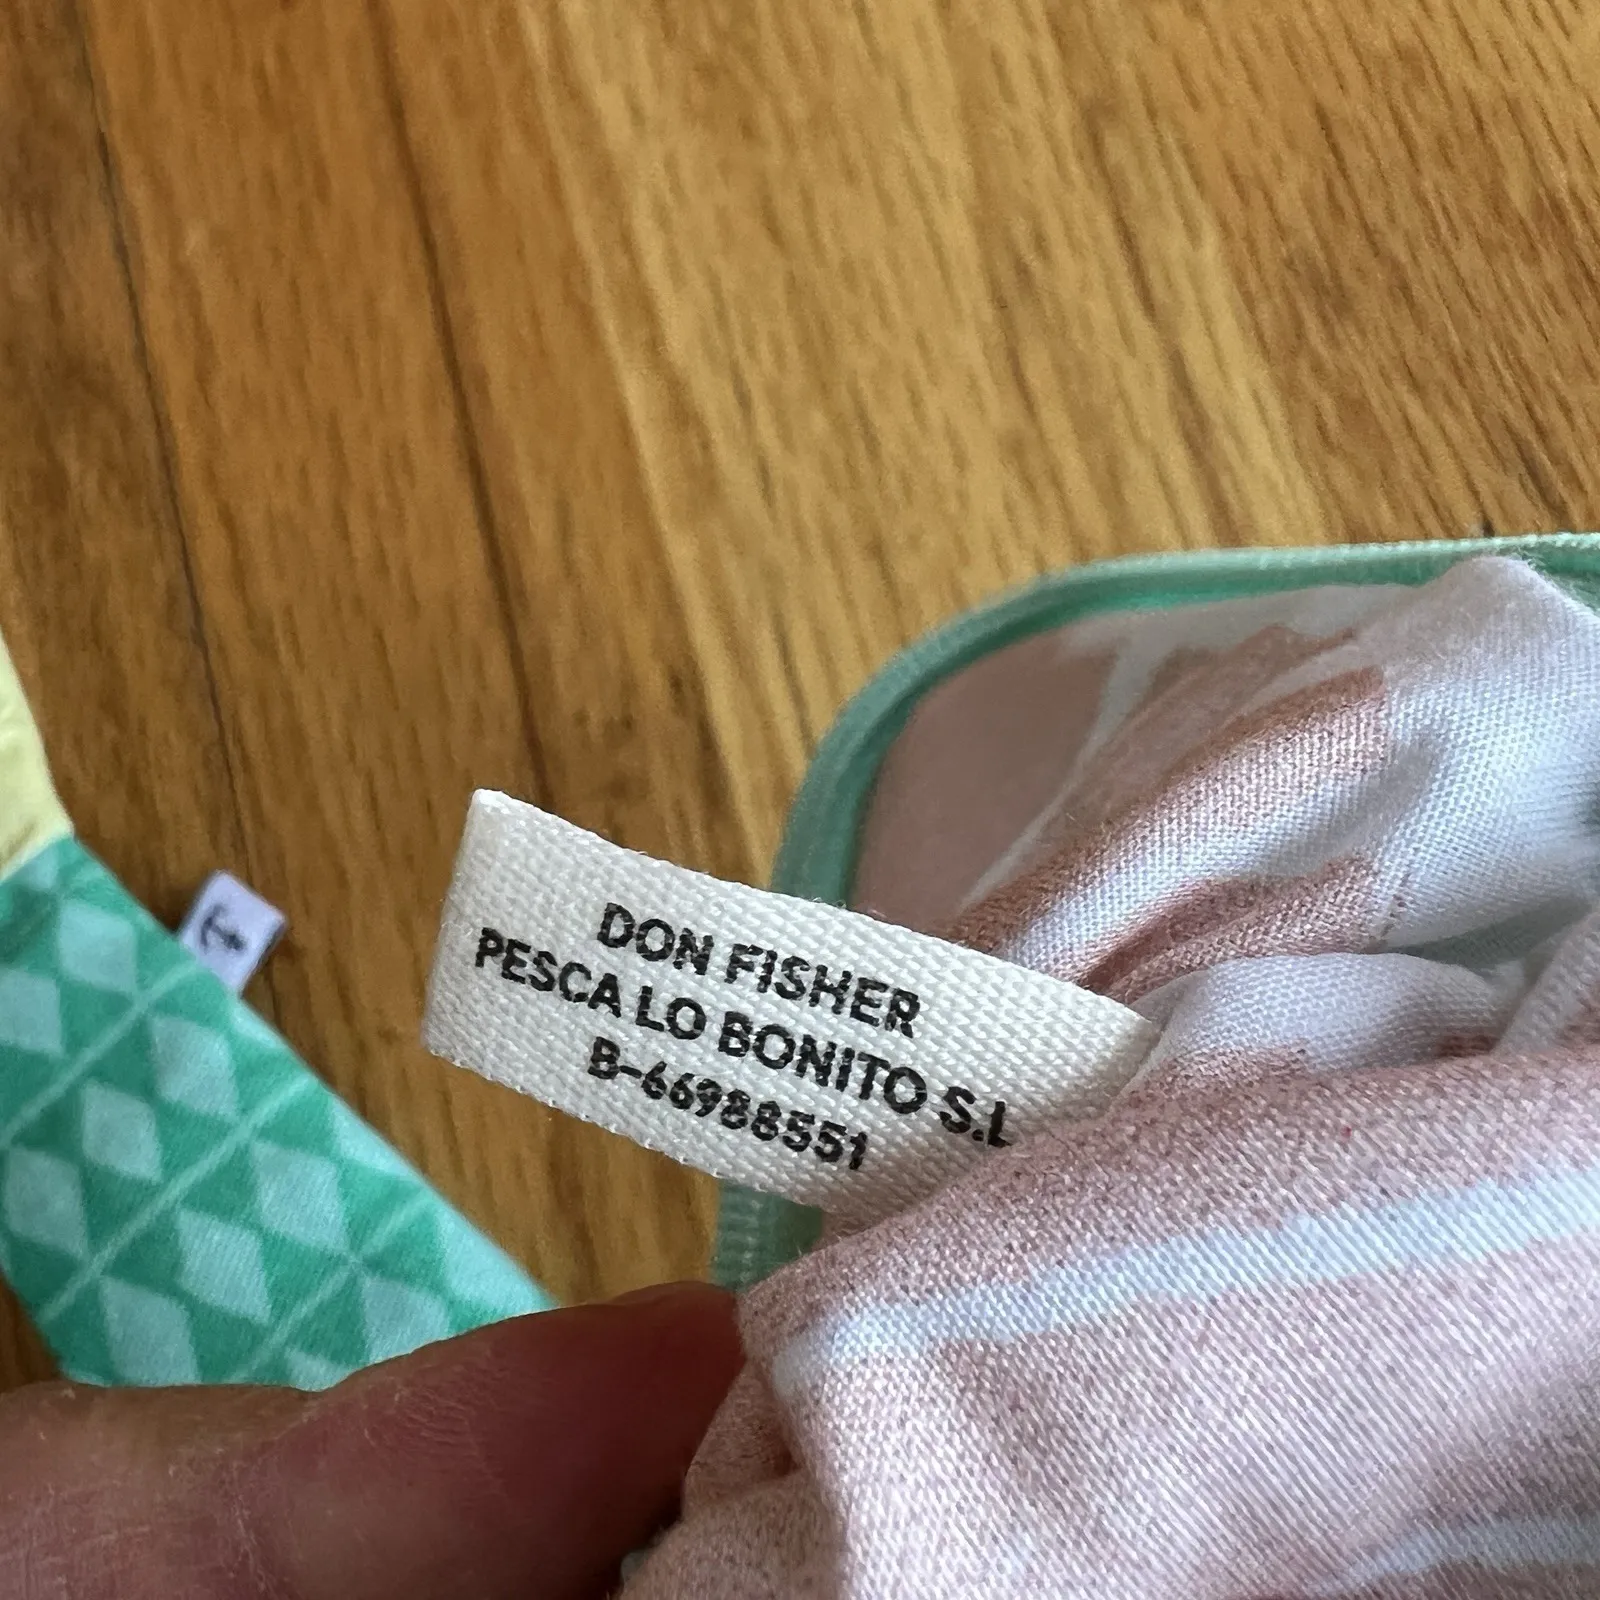 DON FISHER
PESCA LO BONITO S.L
B-66988551